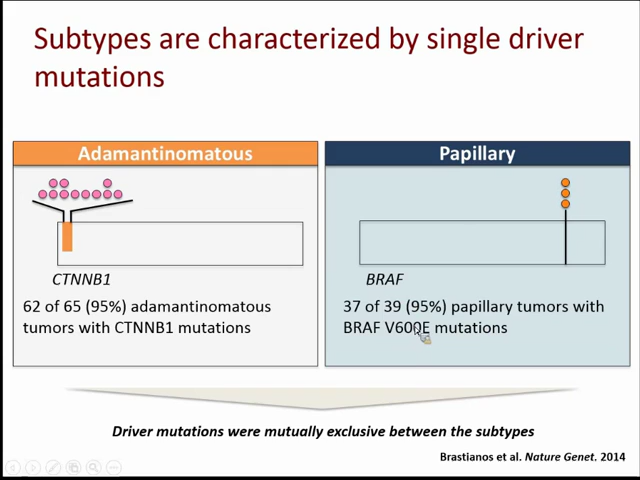 Subtypes are characterized by single driver
mutations
Adamantinomatous
Papillary
CTNNB1
BRAF
62 of 65 (95%) adamantinomatous
tumors with CTNNB1 mutations
37 of 39 (95%) papillary tumors with
BRAF V600E mutations
Driver mutations were mutually exclusive between the subtypes
Brastianos et al. Nature Genet. 2014